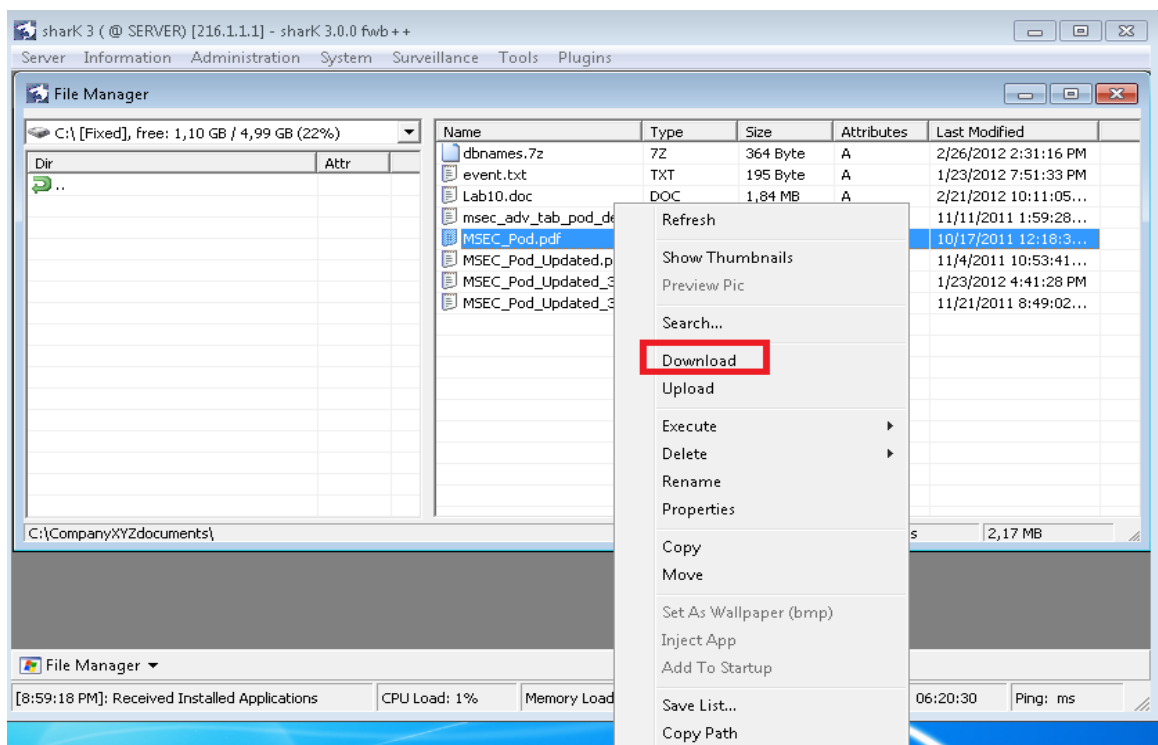 sharK 3 ( @ SERVER) [216.1.1.1] - sharK 3.0.0 fwb++
Server Information Administration System Surveillance Tools Plugins
File Manager
C:\ [Fixed], free: 1,10 GB / 4,99 GB (22%)
Dir Attr
..
Name Type Size Attributes Last Modified
dbnames.7z 7Z 364 Byte A 2/26/2012 2:31:16 PM
event.txt TXT 195 Byte A 1/23/2012 7:51:33 PM
Lab10.doc DOC 1,84 MB A 2/21/2012 10:11:05...
msec_adv_tab_pod_de 11/11/2011 1:59:28...
MSEC_Pod.pdf 10/17/2011 12:18:3...
MSEC_Pod_Updated.p 11/4/2011 10:53:41...
MSEC_Pod_Updated_3 1/23/2012 4:41:28 PM
MSEC_Pod_Updated_3 11/21/2011 8:49:02...
Refresh
Show Thumbnails
Preview Pic
Search...
Download
Upload
Execute
Delete
Rename
Properties
Copy
Move
Set As Wallpaper (bmp)
Inject App
Add To Startup
Save List...
Copy Path
C:\CompanyXYZdocuments\ s 2,17 MB
File Manager
[8:59:18 PM]: Received Installed Applications CPU Load: 1% Memory Load 06:20:30 Ping: ms